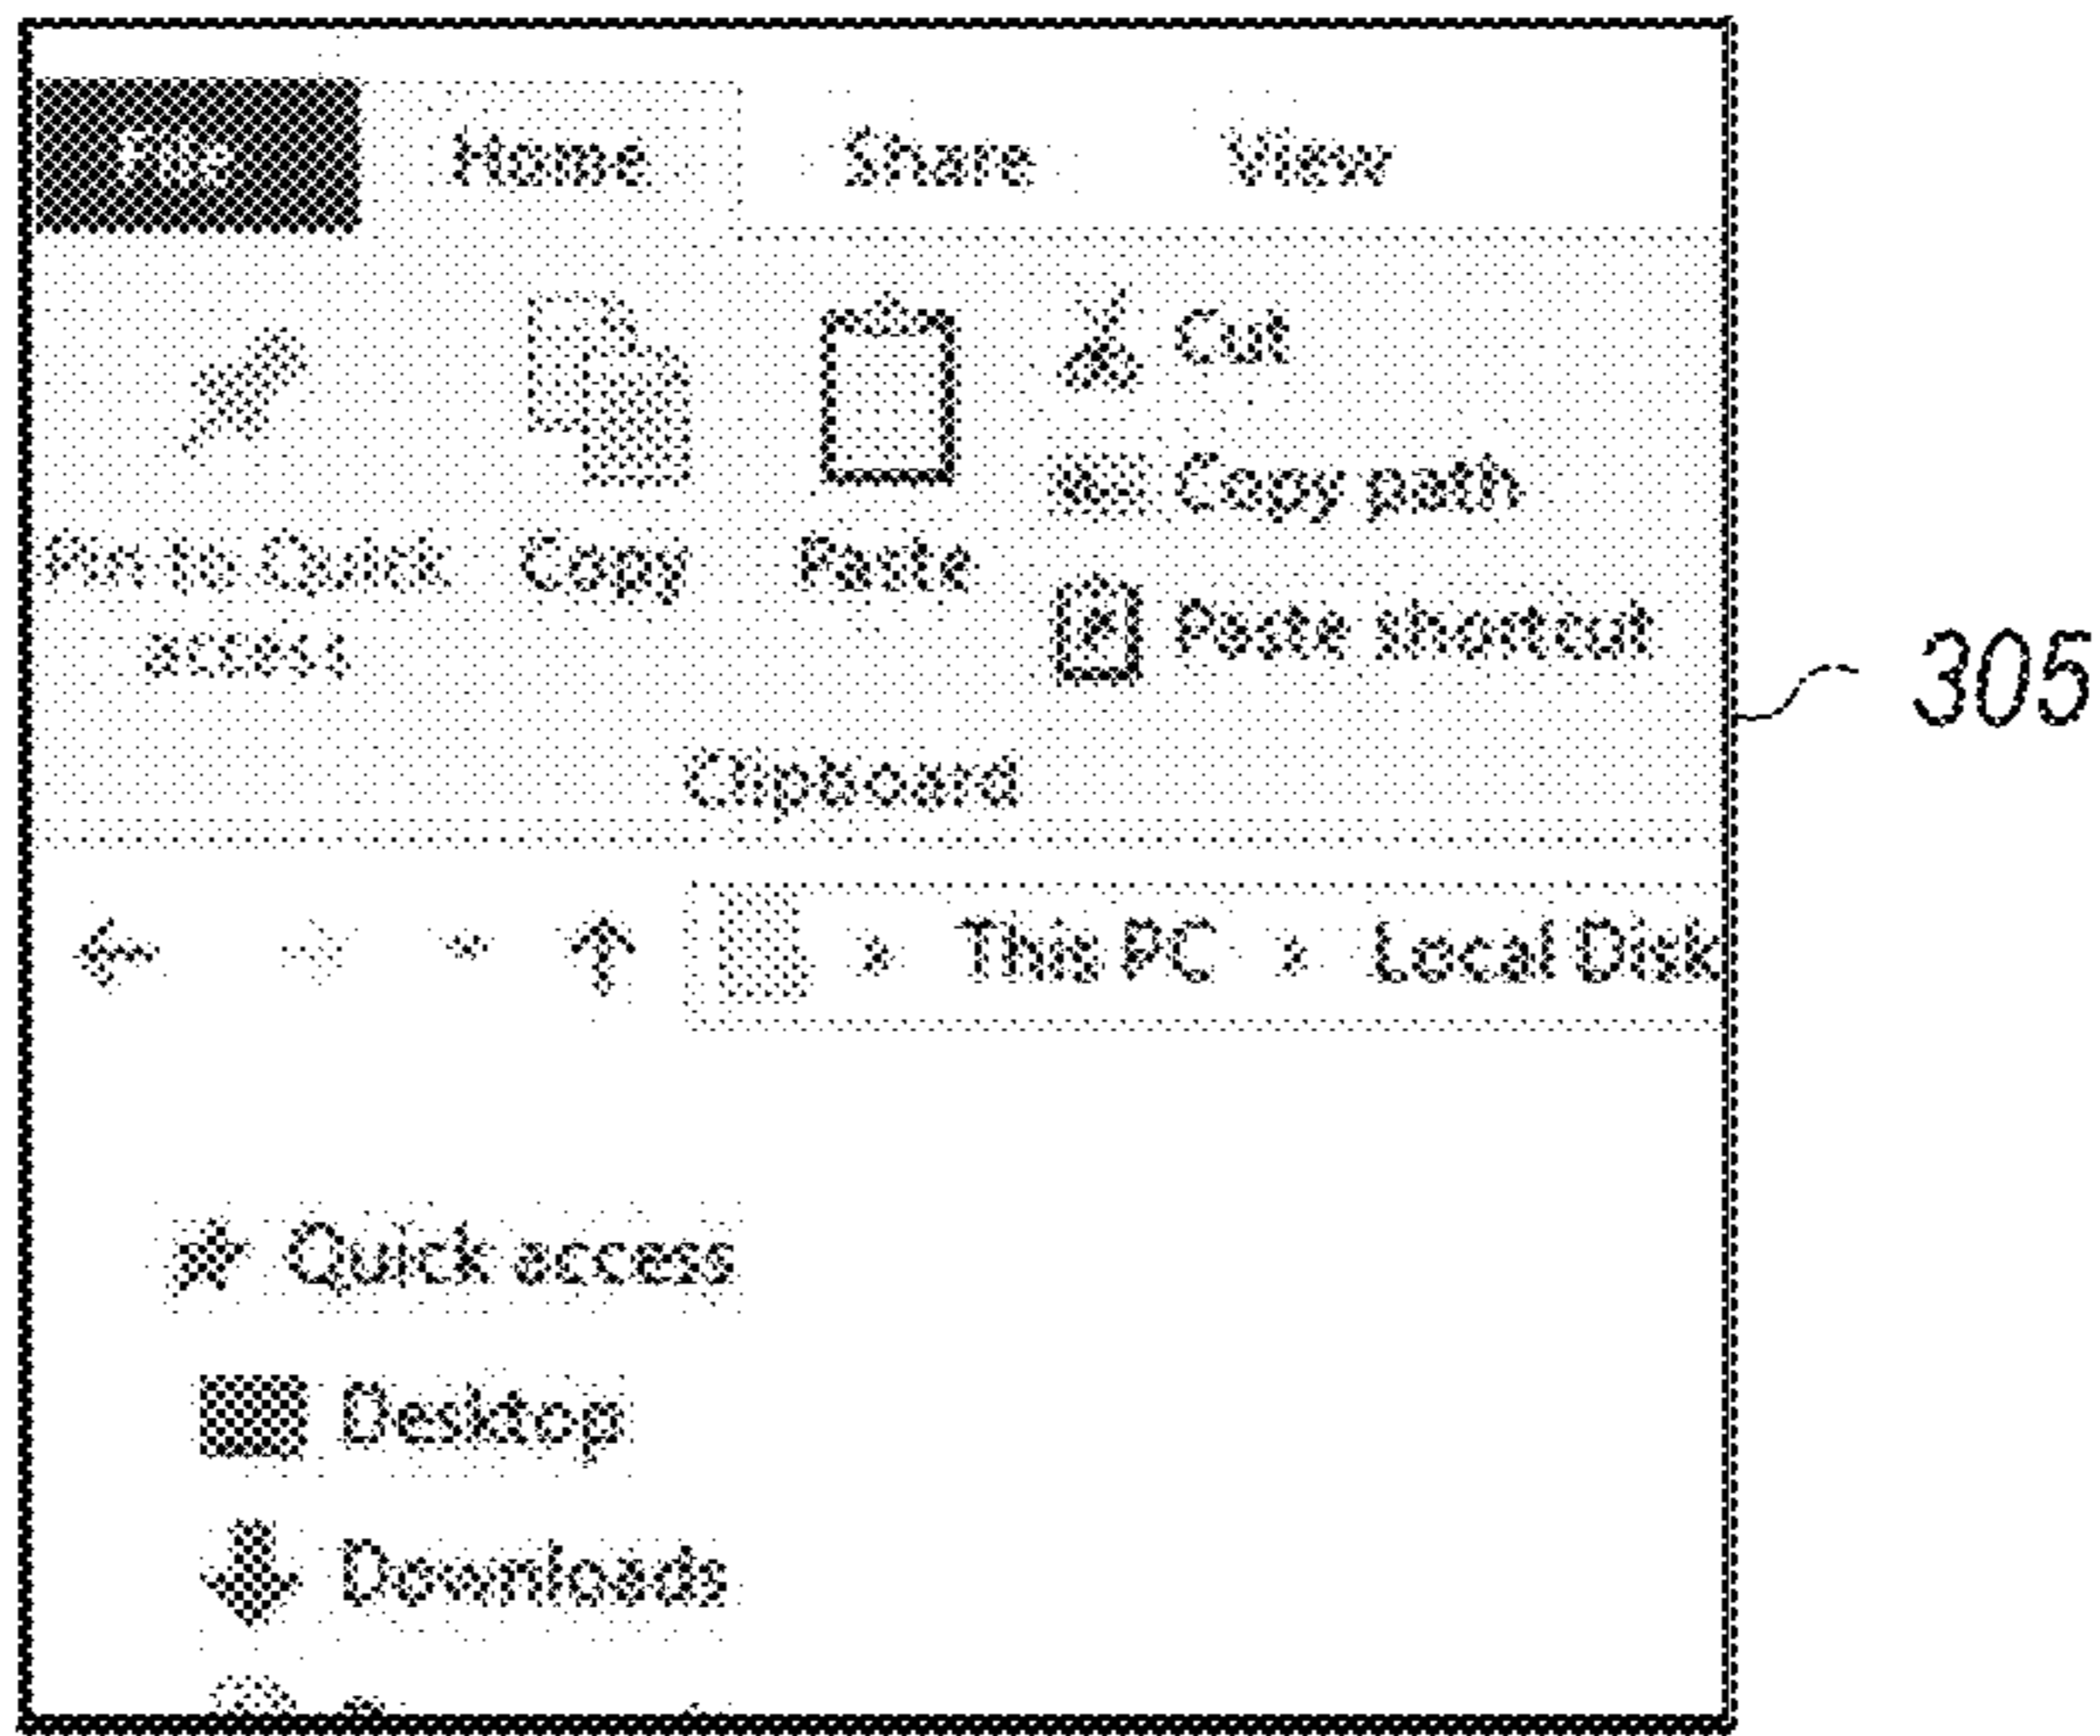 File Home Share View
Cut
Copy path
Pin to Quick access Copy Paste
Paste shortcut
305
Clipboard
This PC > Local Disk
Quick access
Desktop
Downloads